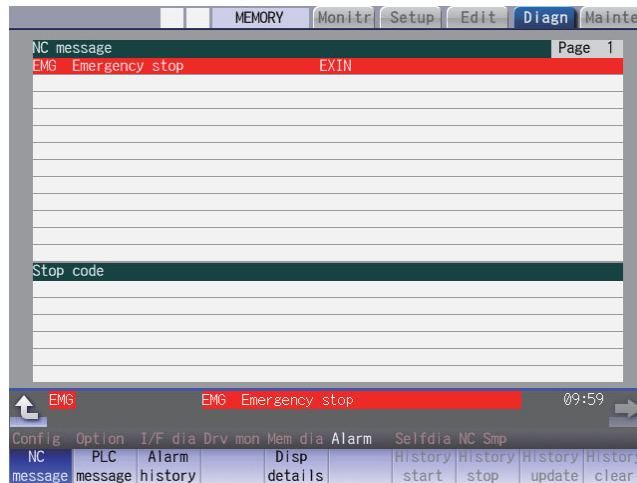 MEMORY Monitr Setup Edit Diagn Mainte
NC message Page 1
EMG Emergency stop EXIN
Stop code
EMG EMG Emergency stop 09:59
Config Option I/F dia Drv mon Mem dia Alarm Selfdia NC Smp
NC PLC Alarm Disp History History History History
message message history details start stop update clear